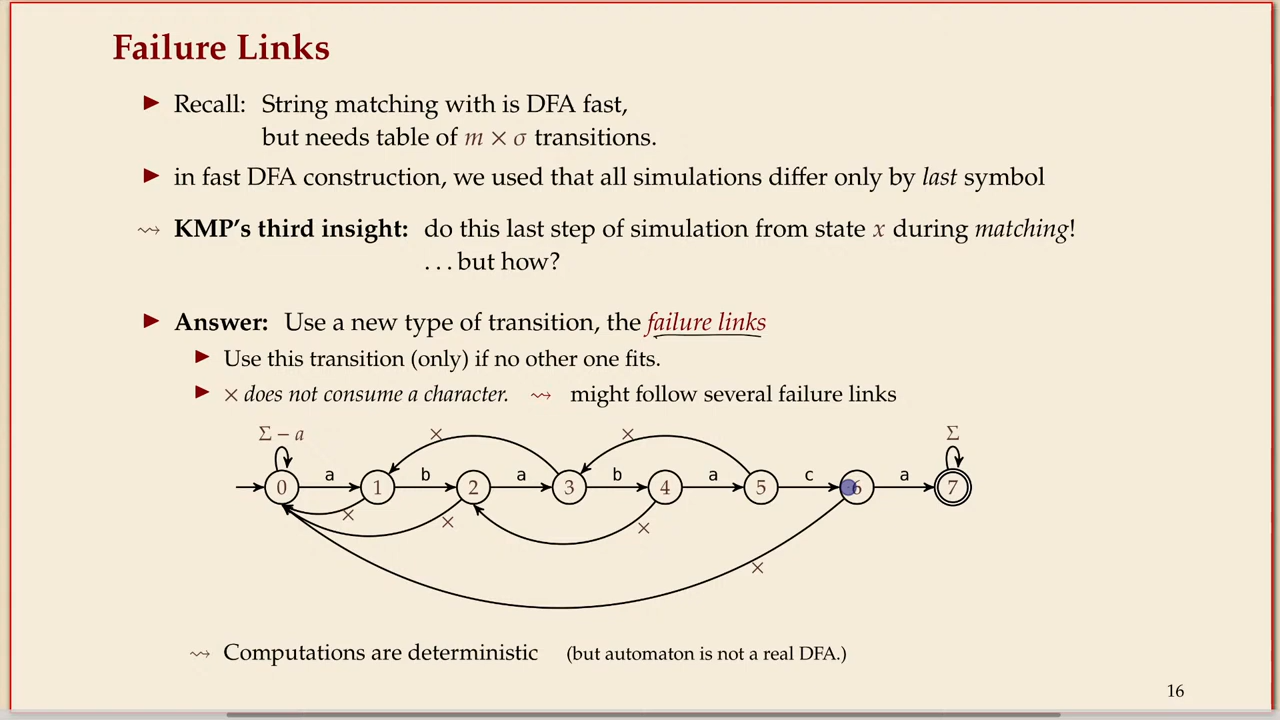 Failure Links
▶ Recall: String matching with is DFA fast,
but needs table of m × σ transitions.
▶ in fast DFA construction, we used that all simulations differ only by last symbol
⇝ KMP's third insight: do this last step of simulation from state x during matching!
...but how?
▶ Answer: Use a new type of transition, the failure links
▶ Use this transition (only) if no other one fits.
▶ × does not consume a character. ⇝ might follow several failure links
Σ − a × × Σ
a b a b a c a
0 1 2 3 4 5 6 7
× × ×
×
⇝ Computations are deterministic (but automaton is not a real DFA.)
16